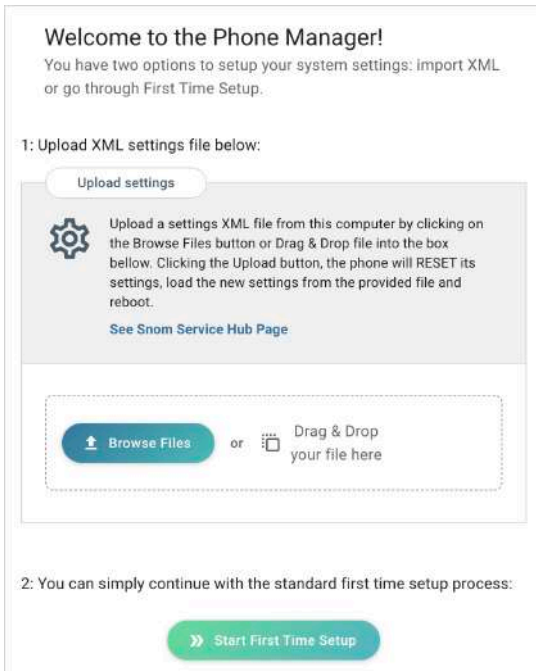 Welcome to the Phone Manager!
You have two options to setup your system settings: import XML
or go through First Time Setup.
1: Upload XML settings file below:
Upload settings
Upload a settings XML file from this computer by clicking on
the Browse Files button or Drag & Drop file into the box
bellow. Clicking the Upload button, the phone will RESET its
settings, load the new settings from the provided file and
reboot.
See Snom Service Hub Page
Browse Files or Drag & Drop
your file here
2: You can simply continue with the standard first time setup process:
Start First Time Setup